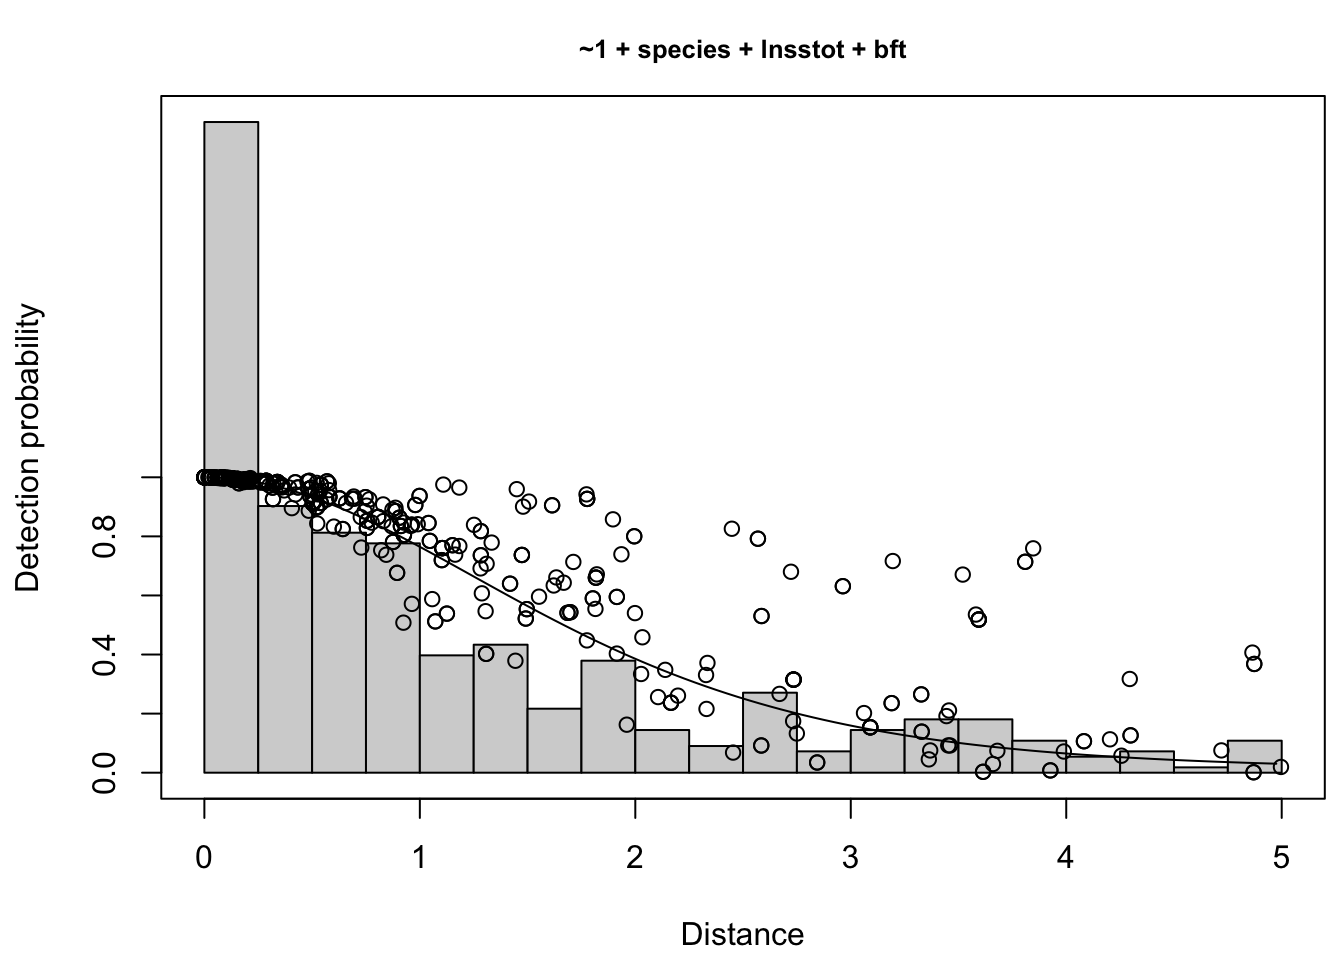 ~1 + species + lnsstot + bft
Detection probability
0.8
0.4
0.0
0 1 2 3 4 5
Distance